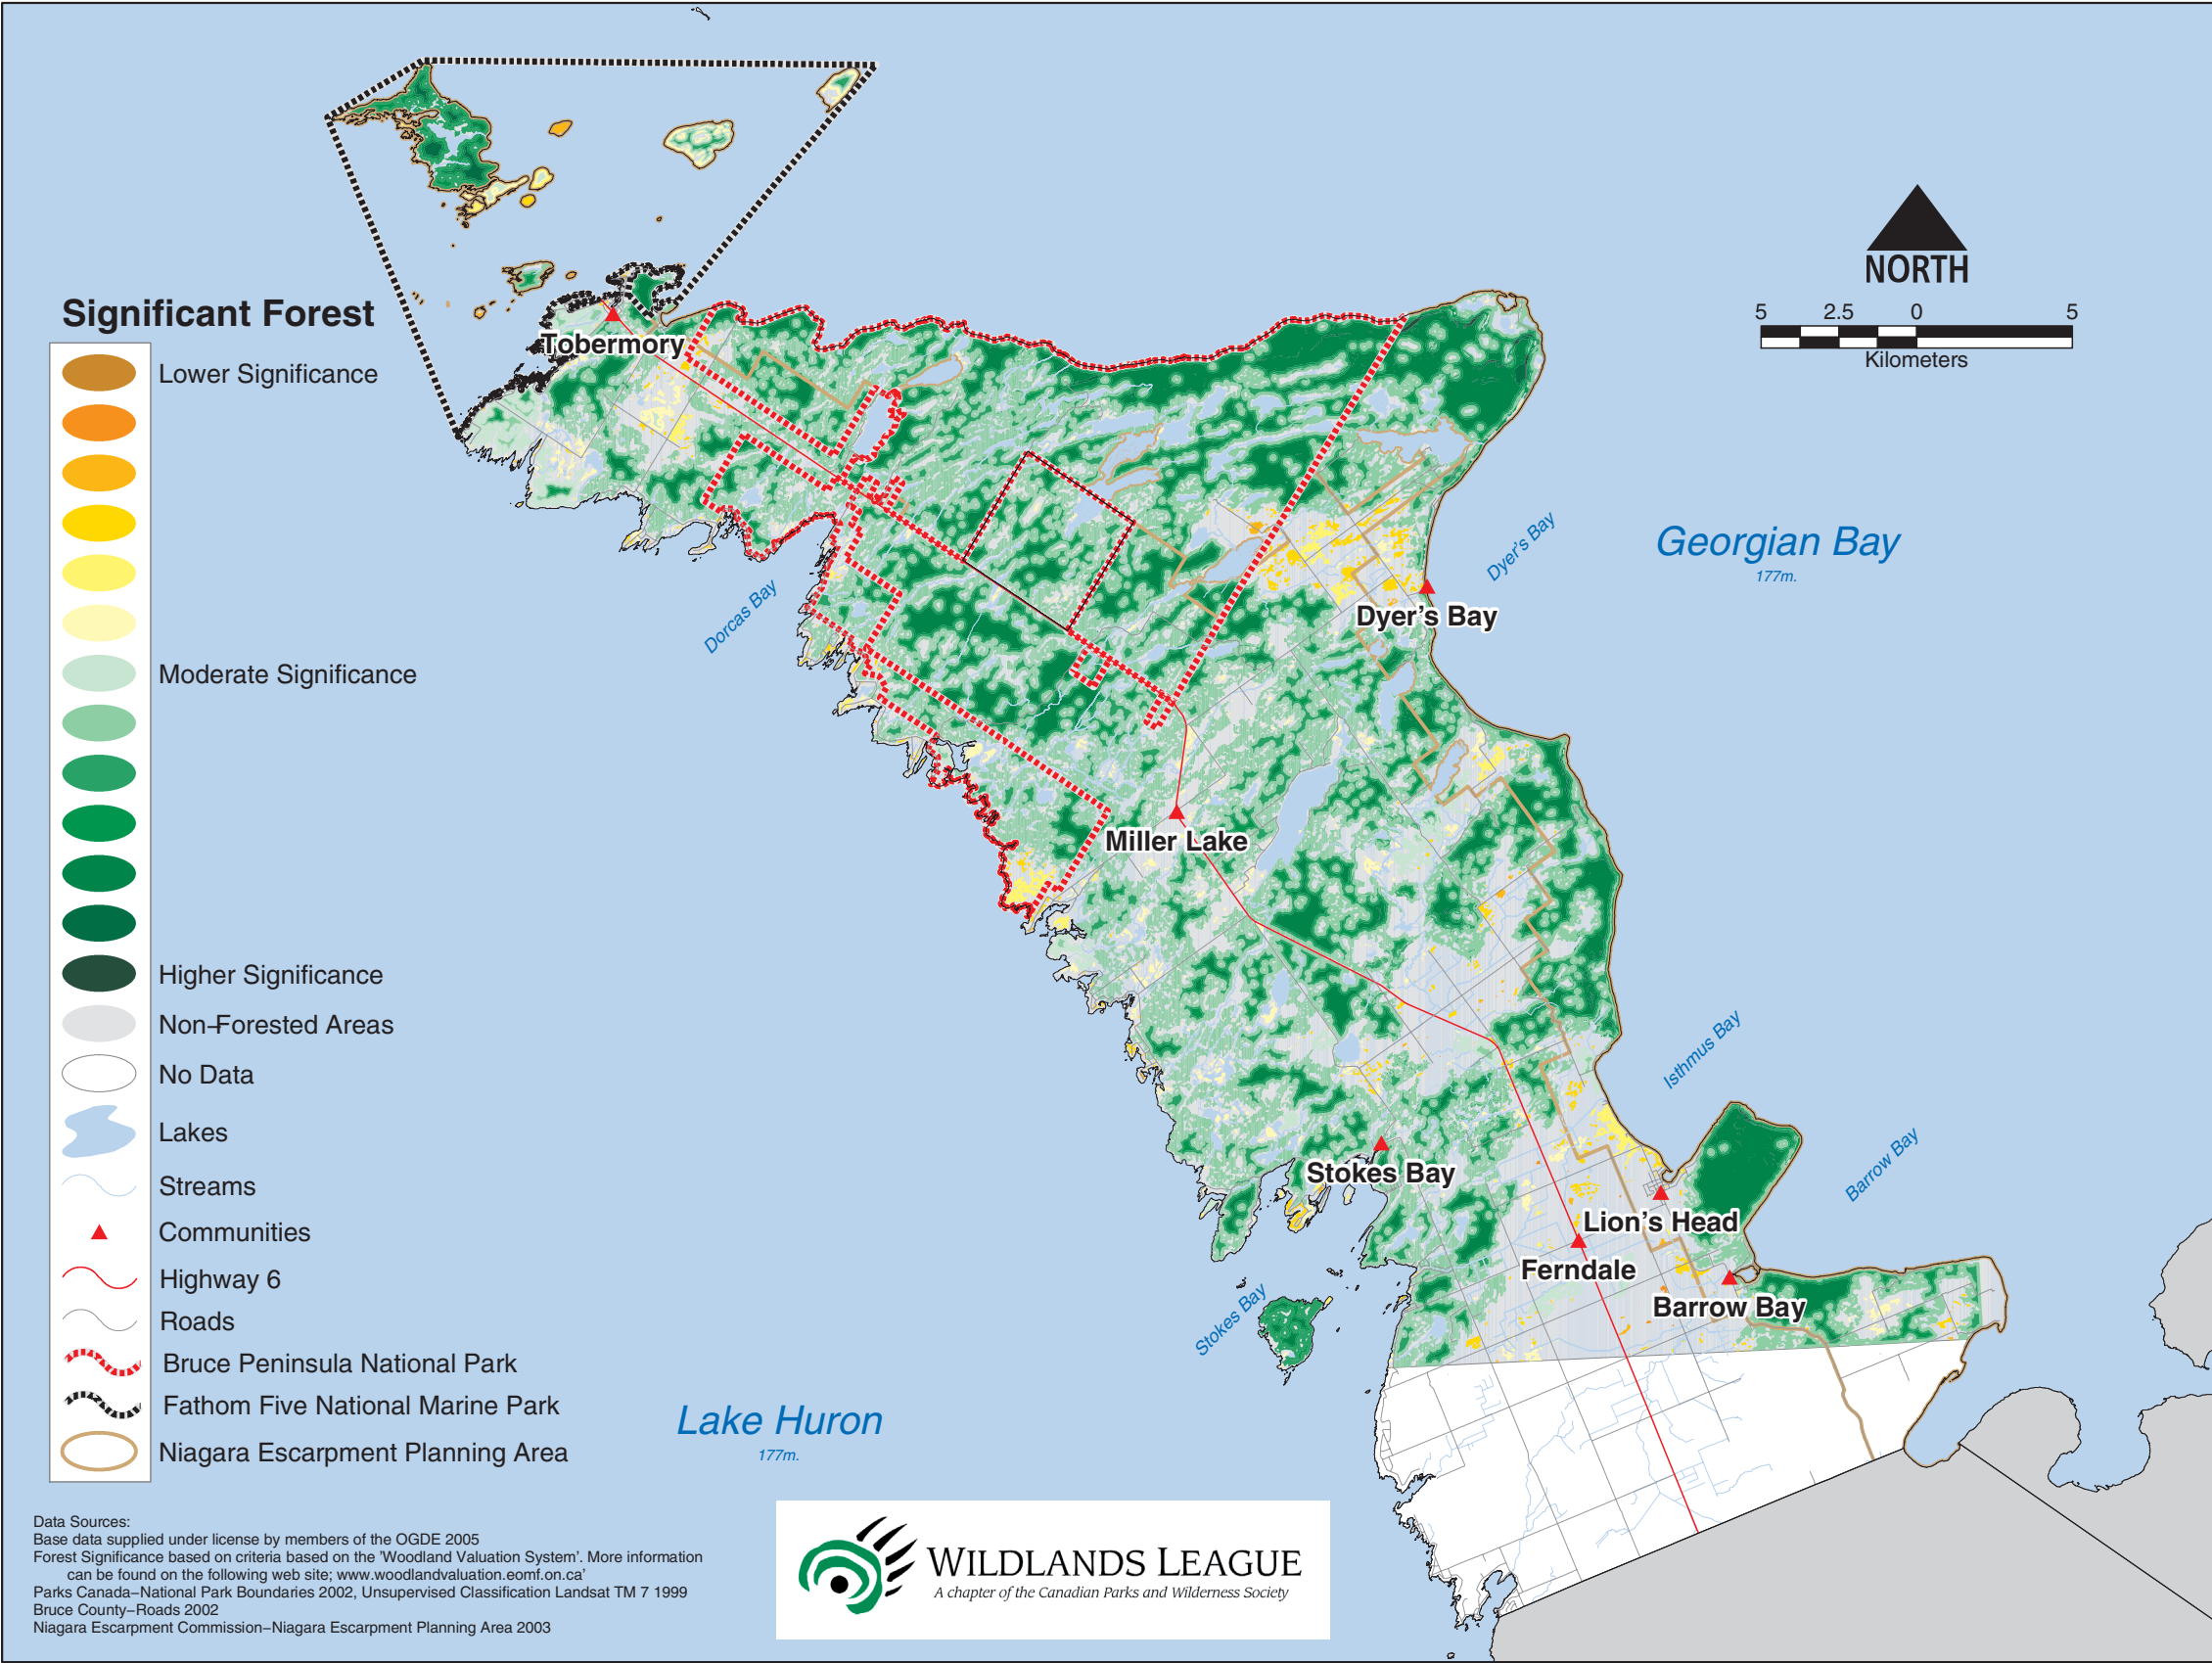 NORTH
5 2.5 0 5
Kilometers
Significant Forest
Lower Significance
Moderate Significance
Higher Significance
Non–Forested Areas
No Data
Lakes
Streams
Communities
Highway 6
Roads
Bruce Peninsula National Park
Fathom Five National Marine Park
Niagara Escarpment Planning Area
Tobermory
Georgian Bay
177m.
Dyer's Bay
Dyer's Bay
Dorcas Bay
Miller Lake
Isthmus Bay
Barrow Bay
Stokes Bay
Lion's Head
Ferndale
Barrow Bay
Stokes Bay
Lake Huron
177m.
Data Sources:
Base data supplied under license by members of the OGDE 2005
Forest Significance based on criteria based on the 'Woodland Valuation System'. More information
can be found on the following web site; www.woodlandvaluation.eomf.on.ca'
Parks Canada–National Park Boundaries 2002, Unsupervised Classification Landsat TM 7 1999
Bruce County–Roads 2002
Niagara Escarpment Commission–Niagara Escarpment Planning Area 2003
WILDLANDS LEAGUE
A chapter of the Canadian Parks and Wilderness Society